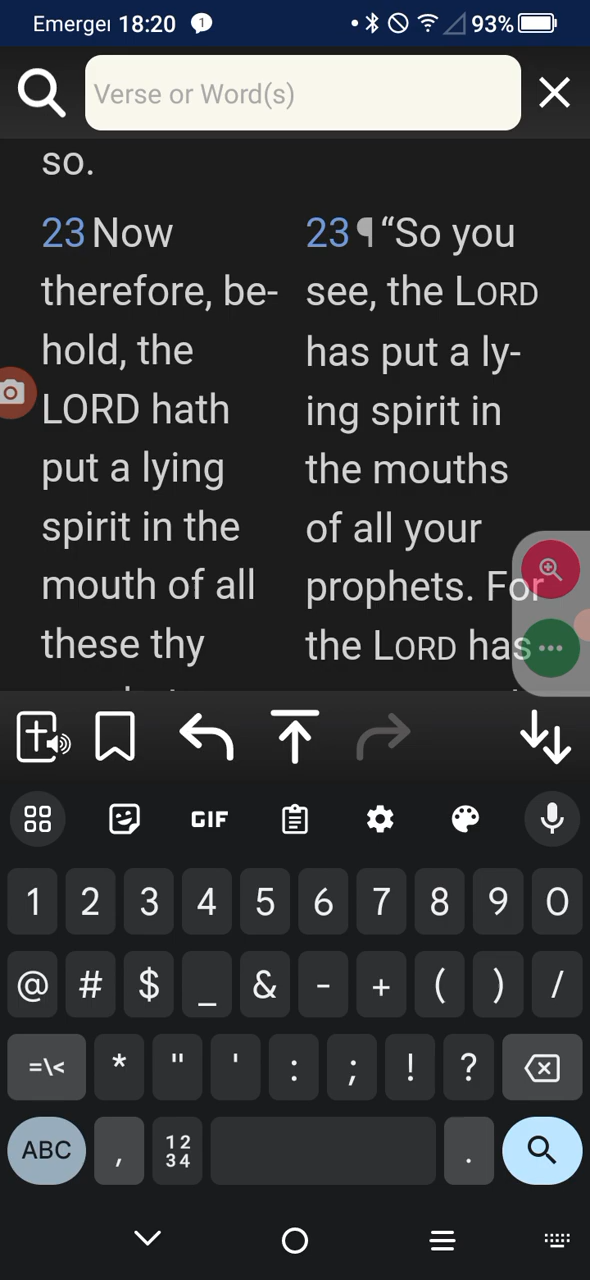 Emerger 18:20 1 93%
Verse or Word(s)
so.
23 Now
therefore, be-
hold, the
LORD hath
put a lying
spirit in the
mouth of all
these thy
23 ¶ “So you
see, the LORD
has put a ly-
ing spirit in
the mouths
of all your
prophets. For
the LORD has
GIF
1 2 3 4 5 6 7 8 9 0
@ # $ _ & - + ( ) /
=\< * " ' : ; ! ?
ABC , 12 34 .